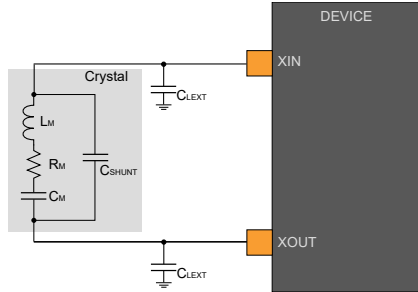 DEVICE
XIN
Crystal
CLEXT
LM
RM
CSHUNT
CM
XOUT
CLEXT